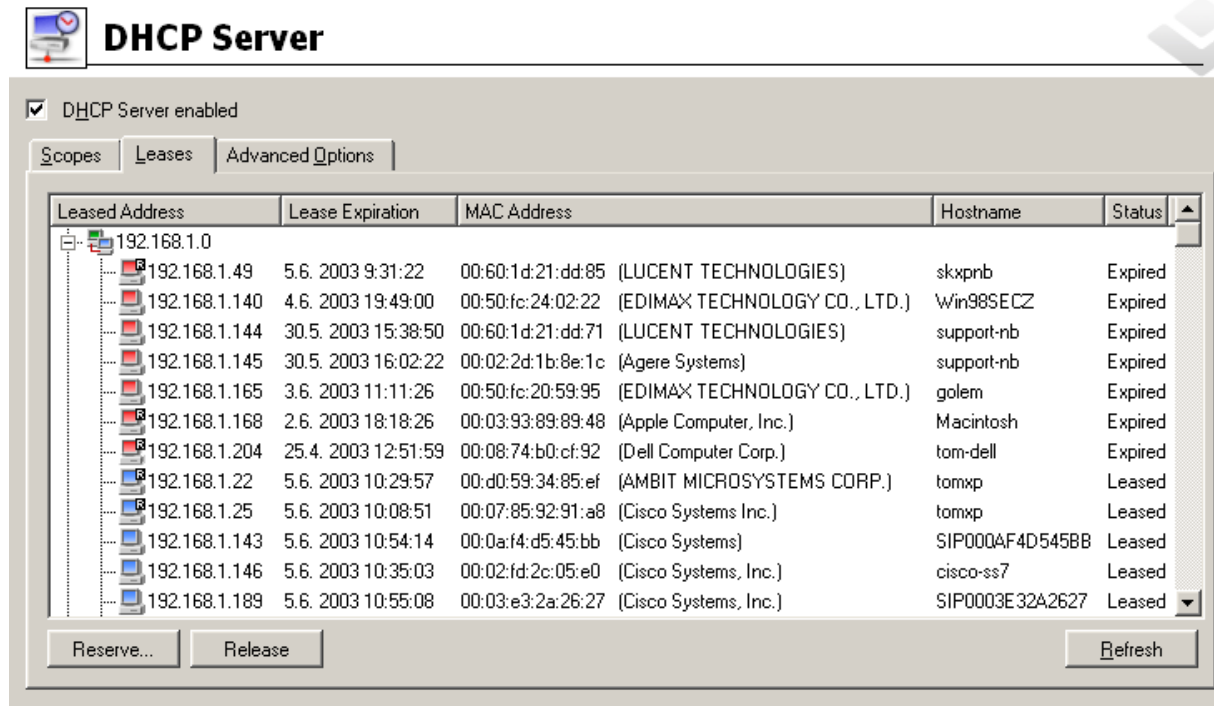 DHCP Server
DHCP Server enabled
Scopes Leases Advanced Options
Leased Address Lease Expiration MAC Address Hostname Status
192.168.1.0
192.168.1.49 5.6. 2003 9:31:22 00:60:1d:21:dd:85 (LUCENT TECHNOLOGIES) skxpnb Expired
192.168.1.140 4.6. 2003 19:49:00 00:50:fc:24:02:22 (EDIMAX TECHNOLOGY CO., LTD.) Win98SECZ Expired
192.168.1.144 30.5. 2003 15:38:50 00:60:1d:21:dd:71 (LUCENT TECHNOLOGIES) support-nb Expired
192.168.1.145 30.5. 2003 16:02:22 00:02:2d:1b:8e:1c (Agere Systems) support-nb Expired
192.168.1.165 3.6. 2003 11:11:26 00:50:fc:20:59:95 (EDIMAX TECHNOLOGY CO., LTD.) golem Expired
R 192.168.1.168 2.6. 2003 18:18:26 00:03:93:89:89:48 (Apple Computer, Inc.) Macintosh Expired
R 192.168.1.204 25.4. 2003 12:51:59 00:08:74:b0:cf:92 (Dell Computer Corp.) tom-dell Expired
R 192.168.1.22 5.6. 2003 10:29:57 00:d0:59:34:85:ef (AMBIT MICROSYSTEMS CORP.) tomxp Leased
R 192.168.1.25 5.6. 2003 10:08:51 00:07:85:92:91:a8 (Cisco Systems Inc.) tomxp Leased
192.168.1.143 5.6. 2003 10:54:14 00:0a:f4:d5:45:bb (Cisco Systems) SIP000AF4D545BB Leased
192.168.1.146 5.6. 2003 10:35:03 00:02:fd:2c:05:e0 (Cisco Systems, Inc.) cisco-ss7 Leased
192.168.1.189 5.6. 2003 10:55:08 00:03:e3:2a:26:27 (Cisco Systems, Inc.) SIP0003E32A2627 Leased
Reserve... Release Refresh